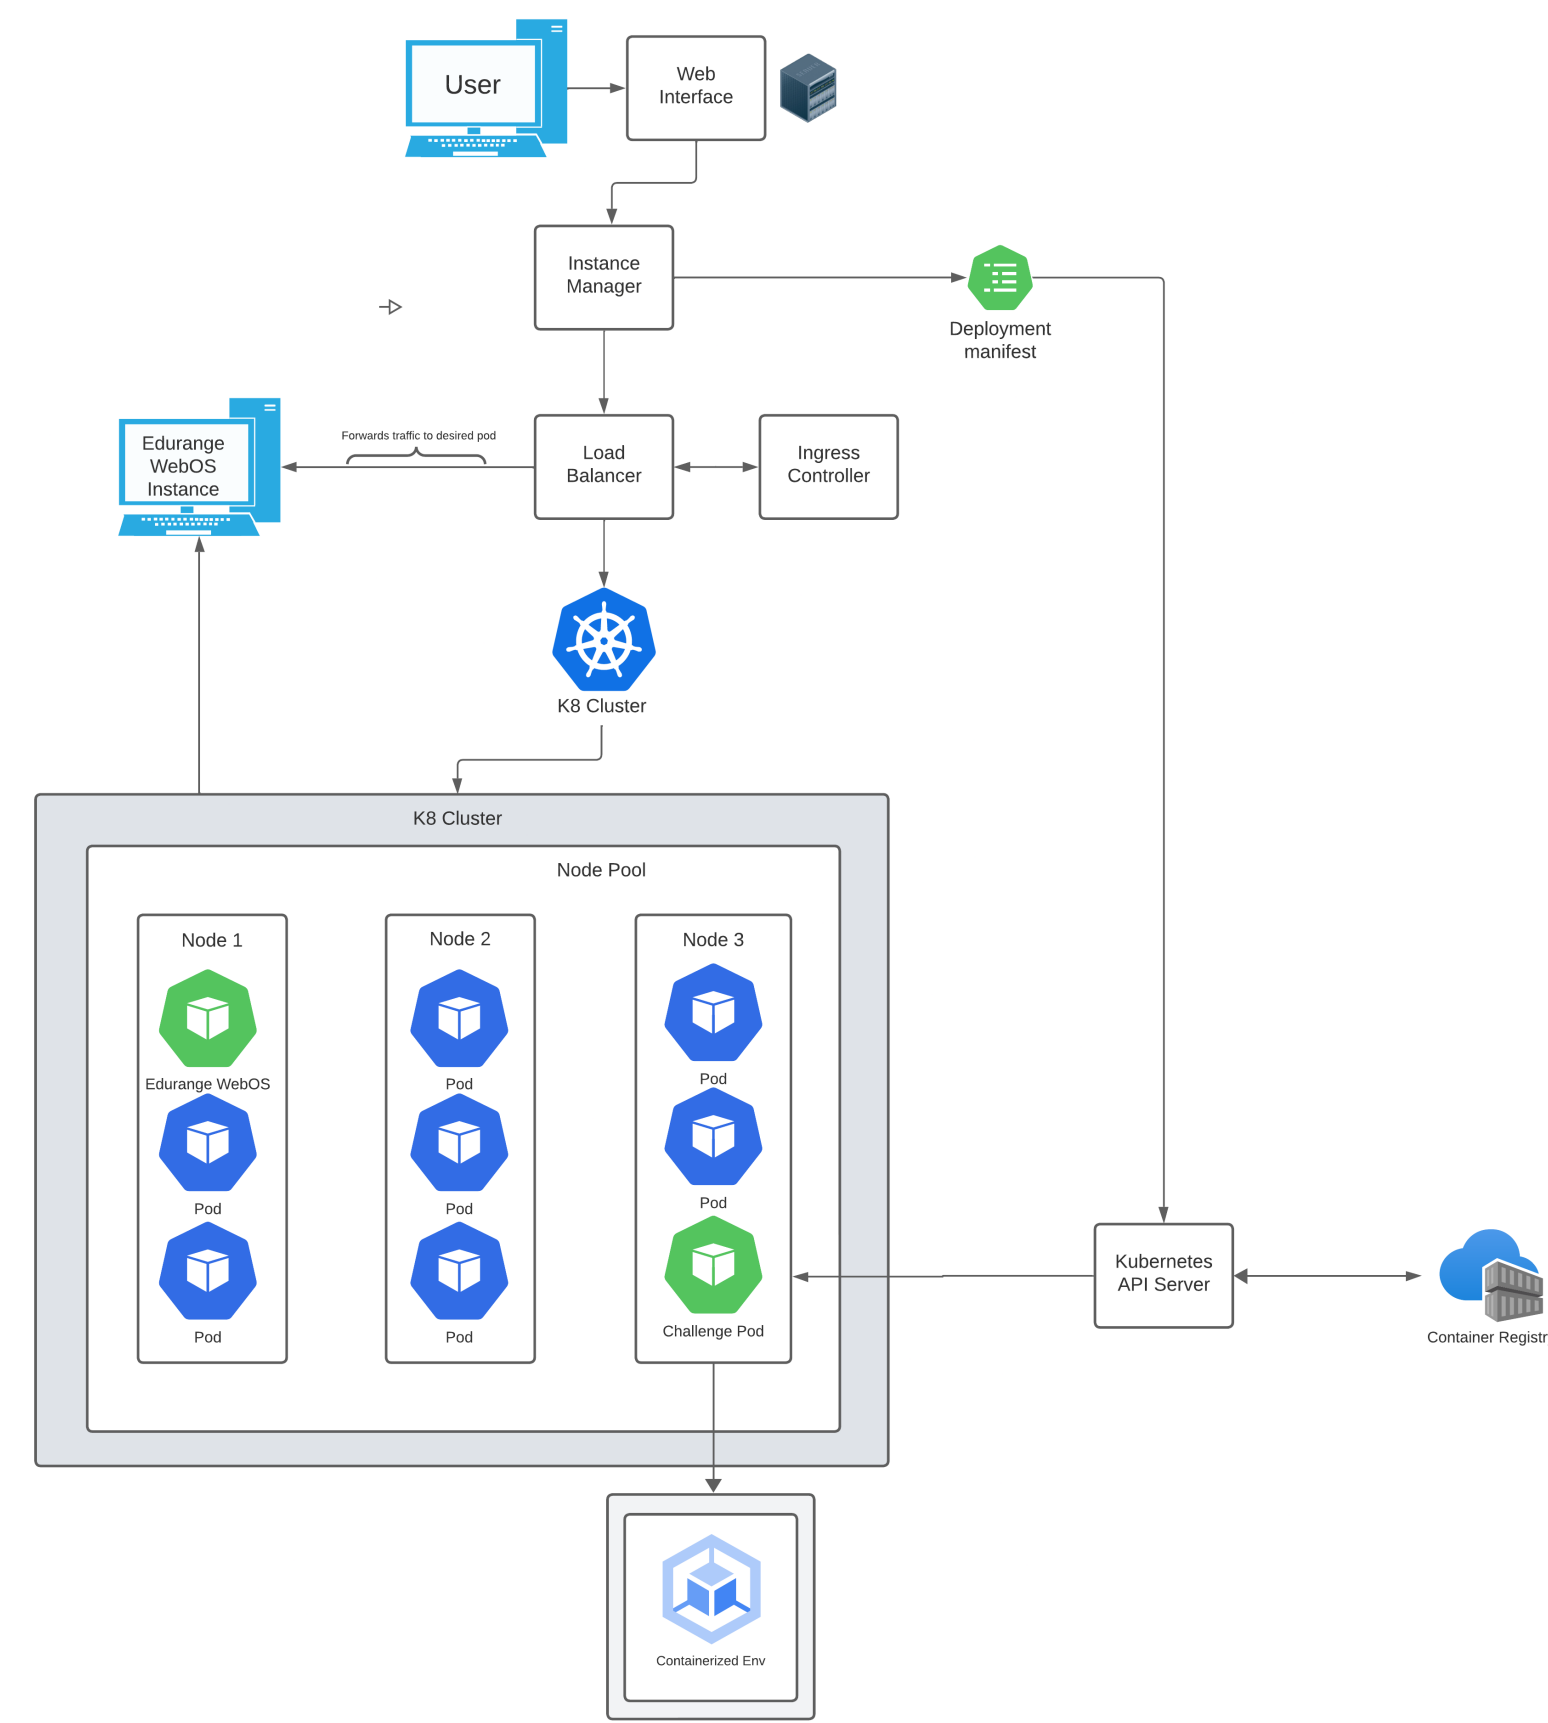 User
Web
Interface
Instance
Manager
Deployment
manifest
Edurange
WebOS
Instance
Forwards traffic to desired pod
Load
Balancer
Ingress
Controller
K8 Cluster
K8 Cluster
Node Pool
Node 1
Edurange WebOS
Pod
Pod
Node 2
Pod
Pod
Pod
Node 3
Pod
Pod
Challenge Pod
Kubernetes
API Server
Container Registr
Containerized Env